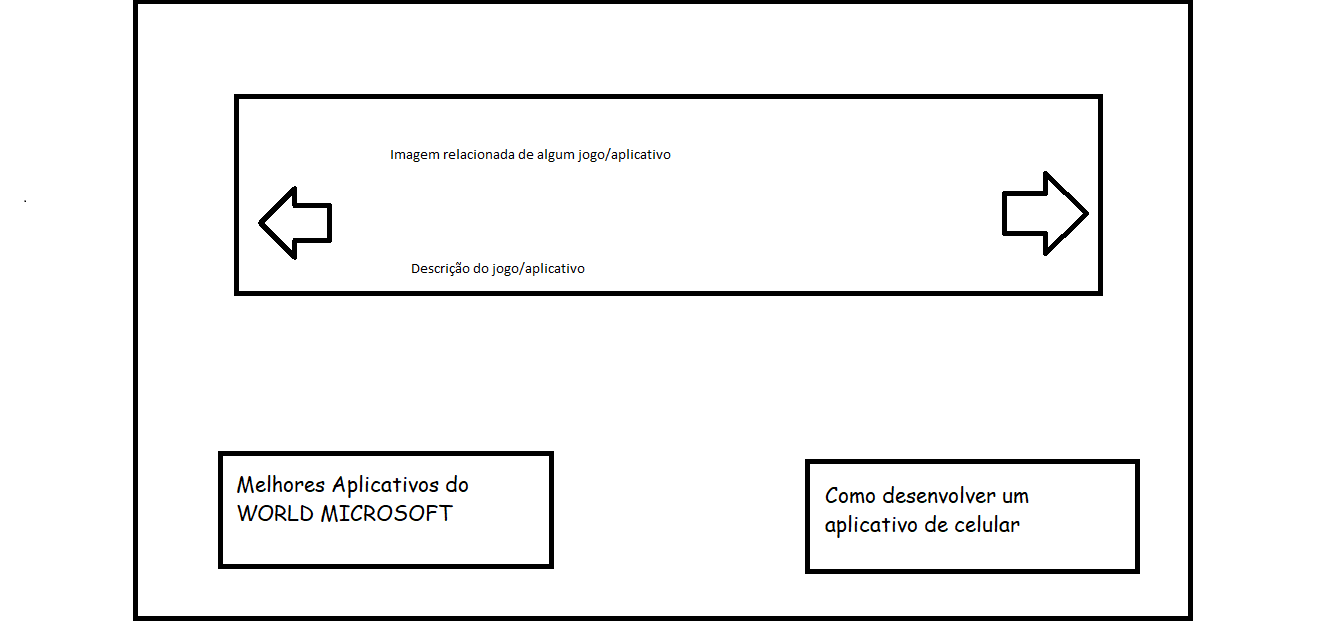 Imagem relacionada de algum jogo/aplicativo
Descrição do jogo/aplicativo
Melhores Aplicativos do
WORLD MICROSOFT
Como desenvolver um
aplicativo de celular